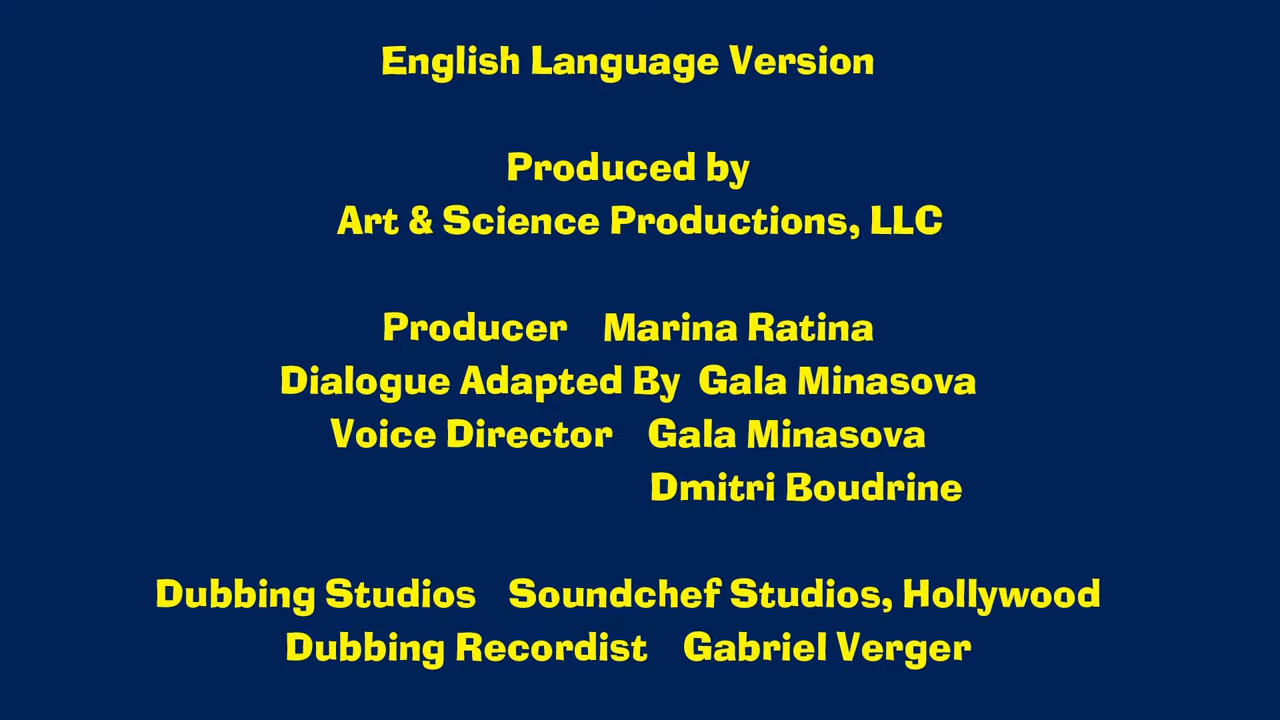 English Language Version
Produced by
Art & Science Productions, LLC
Producer Marina Ratina
Dialogue Adapted By Gala Minasova
Voice Director Gala Minasova
Dmitri Boudrine
Dubbing Studios Soundchef Studios, Hollywood
Dubbing Recordist Gabriel Verger